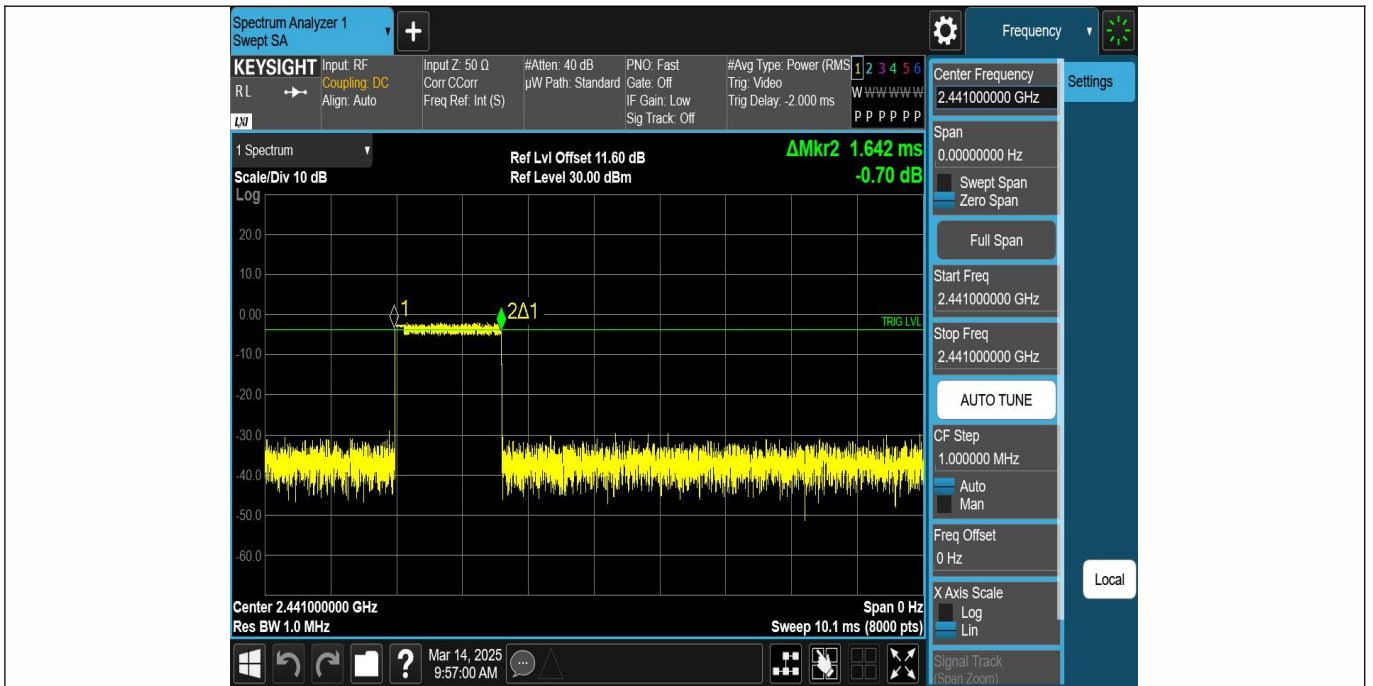 Spectrum Analyzer 1
Swept SA
+
Frequency
KEYSIGHT
RL
LXI
Input: RF
Coupling: DC
Align: Auto
Input Z: 50 Ω
Corr CCorr
Freq Ref: Int (S)
#Atten: 40 dB
µW Path: Standard
PNO: Fast
Gate: Off
IF Gain: Low
Sig Track: Off
#Avg Type: Power (RMS
Trig: Video
Trig Delay: -2.000 ms
1 2 3 4 5 6
W W W W W W
P P P P P P
1 Spectrum
Scale/Div 10 dB
Log
Ref Lvl Offset 11.60 dB
Ref Level 30.00 dBm
ΔMkr2 1.642 ms
-0.70 dB
20.0
10.0
0.00
-10.0
-20.0
-30.0
-40.0
-50.0
-60.0
1
2Δ1
TRIG LVL
Center 2.441000000 GHz
Res BW 1.0 MHz
Span 0 Hz
Sweep 10.1 ms (8000 pts)
Center Frequency
2.441000000 GHz
Settings
Span
0.00000000 Hz
Swept Span
Zero Span
Full Span
Start Freq
2.441000000 GHz
Stop Freq
2.441000000 GHz
AUTO TUNE
CF Step
1.000000 MHz
Auto
Man
Freq Offset
0 Hz
X Axis Scale
Log
Lin
Signal Track
(Span Zoom)
Local
?
Mar 14, 2025
9:57:00 AM